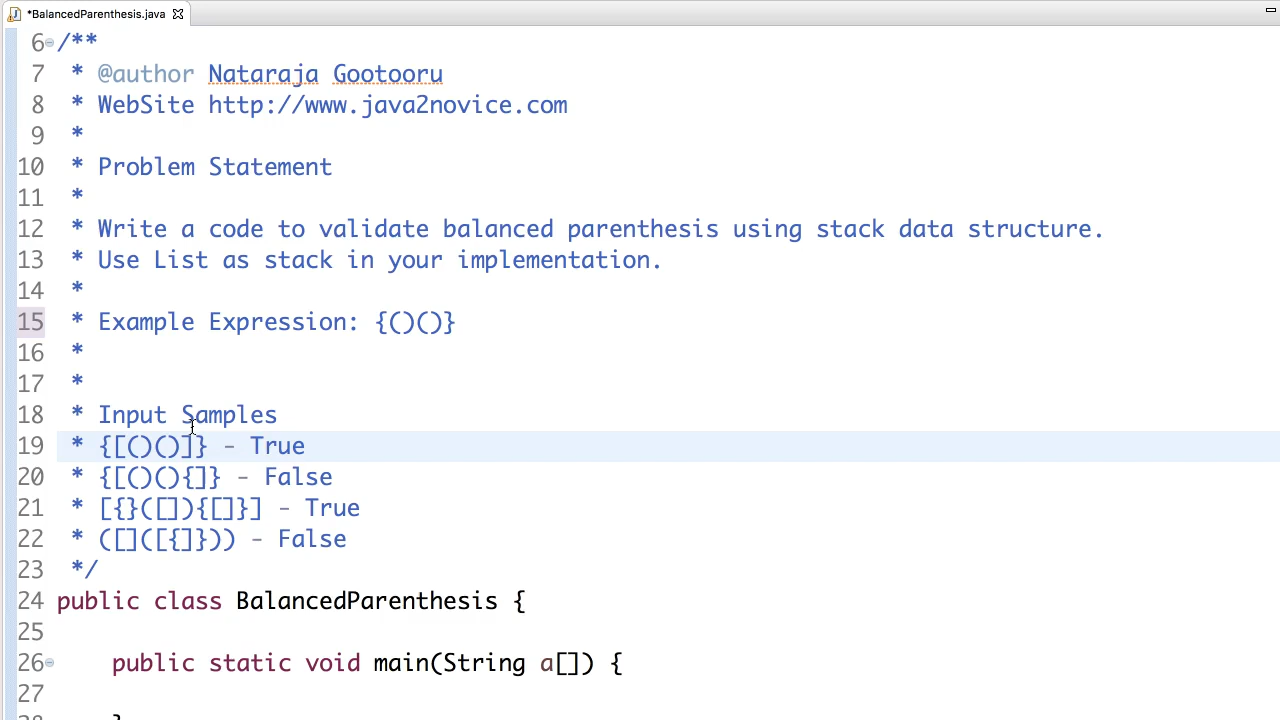 *BalancedParenthesis.java
6 /**
7  * @author Nataraja Gootooru
8  * WebSite http://www.java2novice.com
9  *
10  * Problem Statement
11  *
12  * Write a code to validate balanced parenthesis using stack data structure.
13  * Use List as stack in your implementation.
14  *
15  * Example Expression: {()()}
16  *
17  *
18  * Input Samples
19  * {[()()]} - True
20  * {[()(){]} - False
21  * [{}([]){[]}] - True
22  * ([]([{]})) - False
23  */
24 public class BalancedParenthesis {
25
26     public static void main(String a[]) {
27
28     }